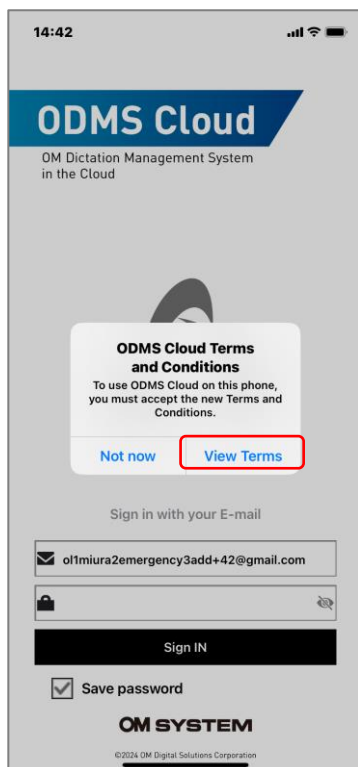 14:42
ODMS Cloud
OM Dictation Management System
in the Cloud
ODMS Cloud Terms
and Conditions
To use ODMS Cloud on this phone,
you must accept the new Terms and
Conditions.
Not now View Terms
Sign in with your E-mail
ol1miura2emergency3add+42@gmail.com
Sign IN
Save password
OM SYSTEM
©2024 OM Digital Solutions Corporation